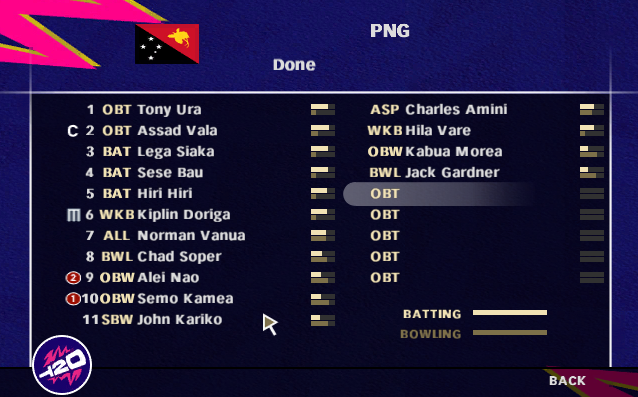 PNG
Done
1 OBT Tony Ura
C 2 OBT Assad Vala
3 BAT Lega Siaka
4 BAT Sese Bau
5 BAT Hiri Hiri
6 WKB Kiplin Doriga
7 ALL Norman Vanua
8 BWL Chad Soper
2 9 OBW Alei Nao
1 10 OBW Semo Kamea
11 SBW John Kariko
ASP Charles Amini
WKB Hila Vare
OBW Kabua Morea
BWL Jack Gardner
OBT
OBT
OBT
OBT
OBT
BATTING
BOWLING
T20
BACK